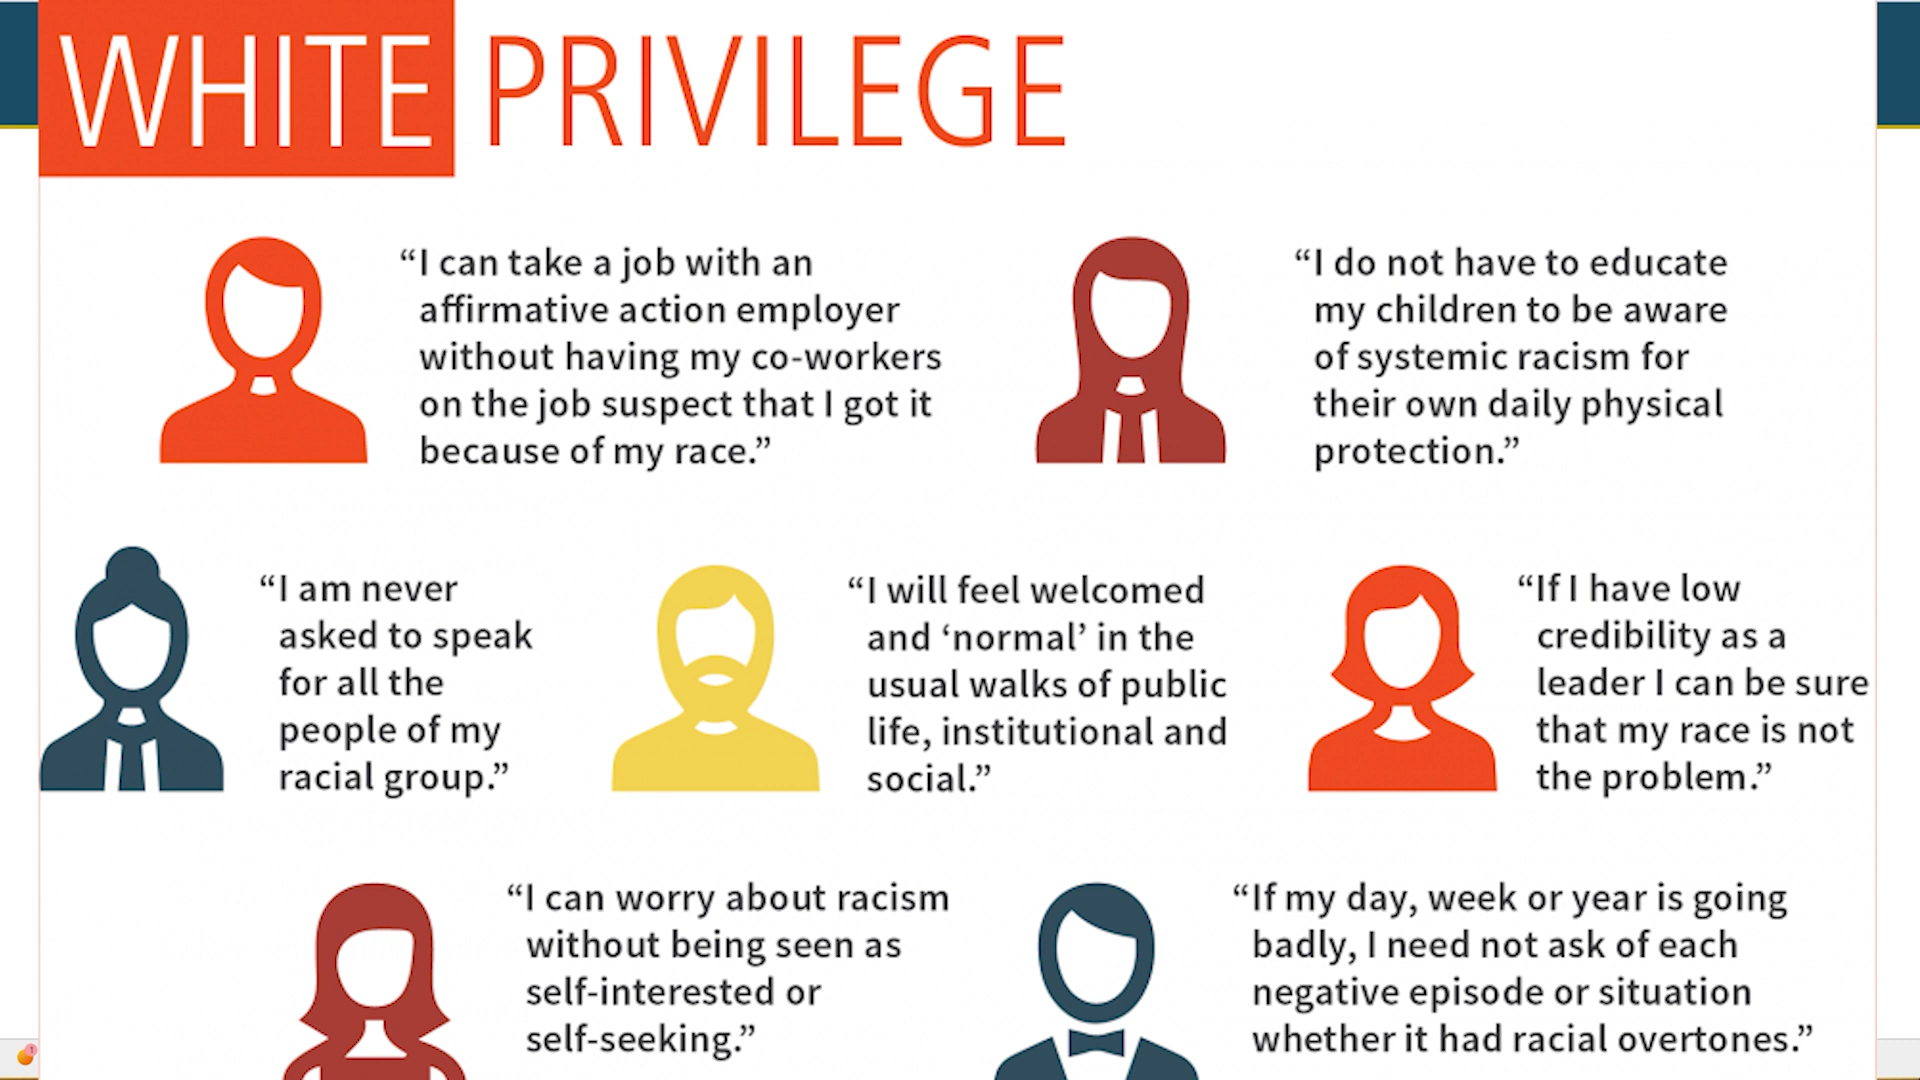 WHITE PRIVILEGE
“I can take a job with an
affirmative action employer
without having my co-workers
on the job suspect that I got it
because of my race.”
“I do not have to educate
my children to be aware
of systemic racism for
their own daily physical
protection.”
“I am never
asked to speak
for all the
people of my
racial group.”
“I will feel welcomed
and ‘normal’ in the
usual walks of public
life, institutional and
social.”
“If I have low
credibility as a
leader I can be sure
that my race is not
the problem.”
“I can worry about racism
without being seen as
self-interested or
self-seeking.”
“If my day, week or year is going
badly, I need not ask of each
negative episode or situation
whether it had racial overtones.”
1